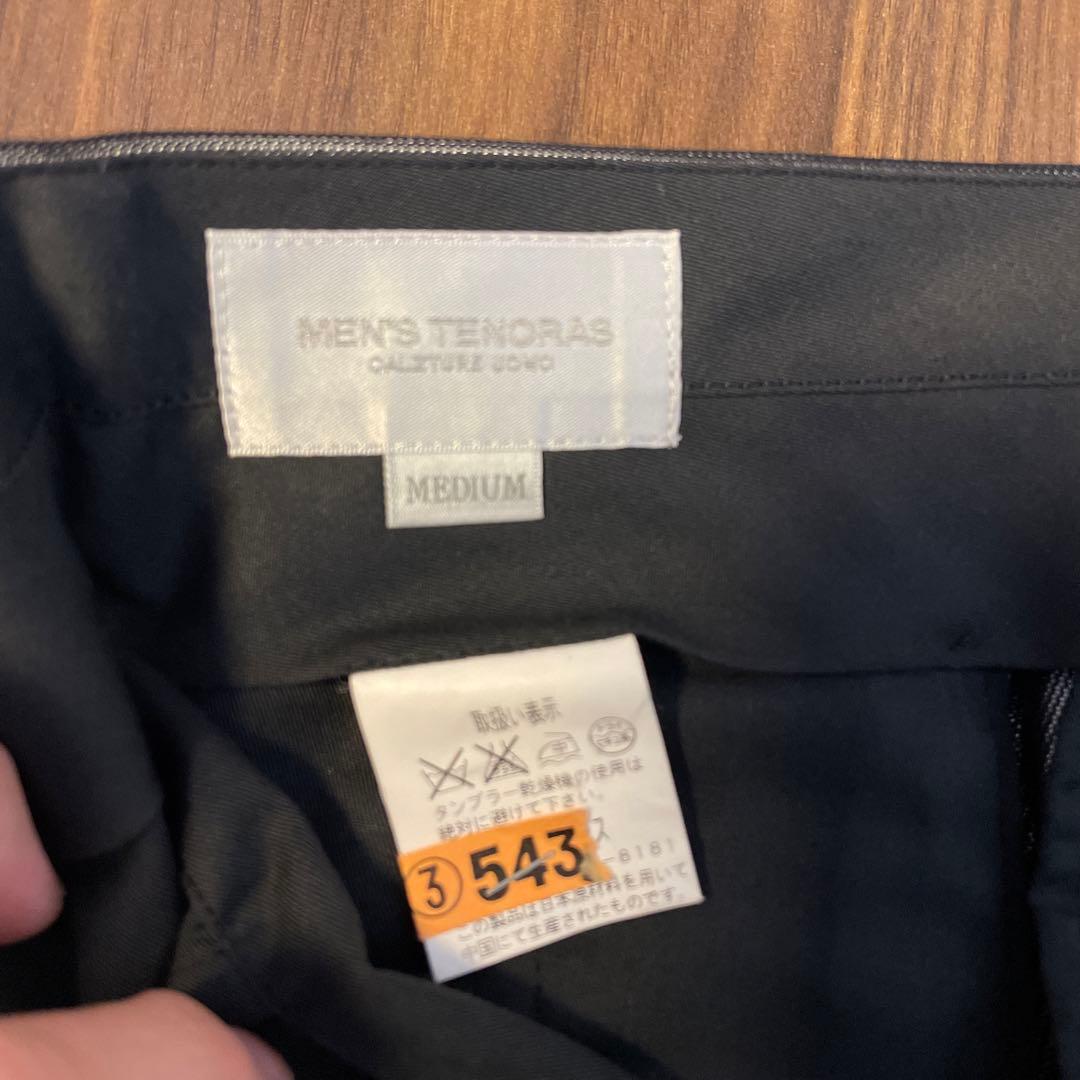 MEN'S TENORAS
CALZTURE UOMO
MEDIUM
取扱い表示
タンブラー乾燥機の使用は
絶対に避けて下さい。
ス
③ 543
-8181
この製品は日本原材料を用いて
中国にて生産されたものです。